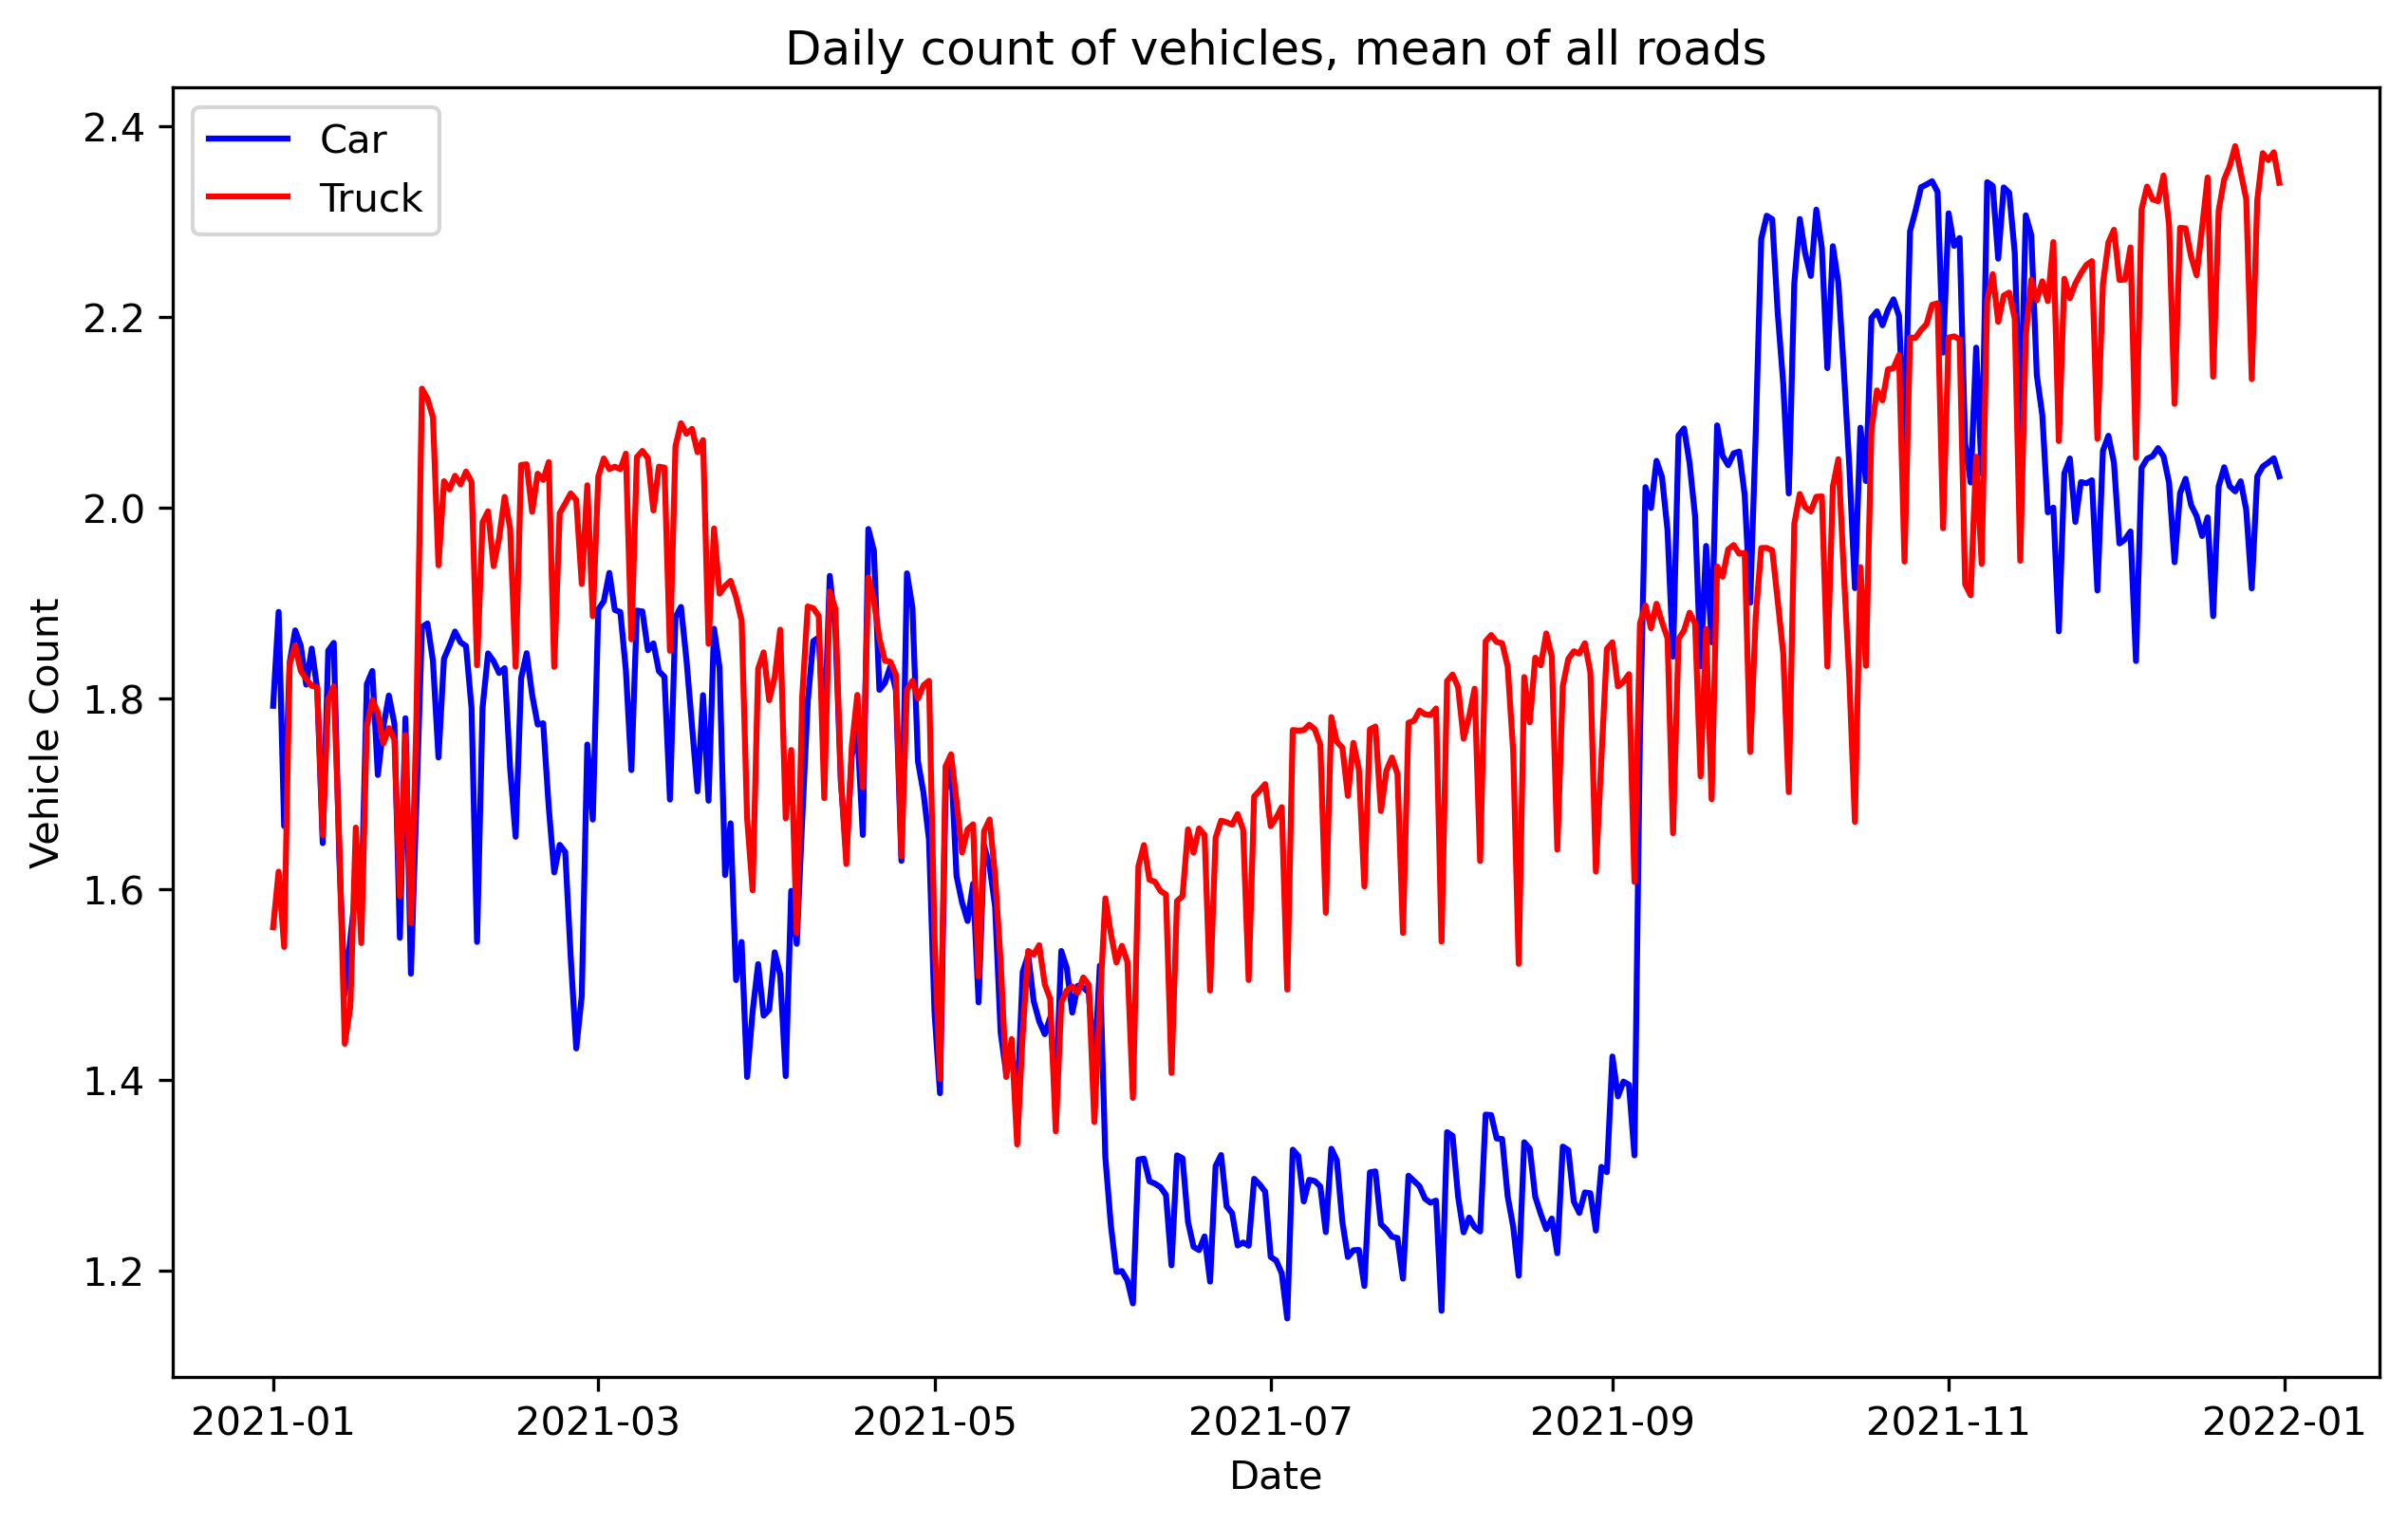 Daily count of vehicles, mean of all roads
Car
Truck
2.4
2.2
2.0
1.8
1.6
1.4
1.2
Vehicle Count
2021-01 2021-03 2021-05 2021-07 2021-09 2021-11 2022-01
Date